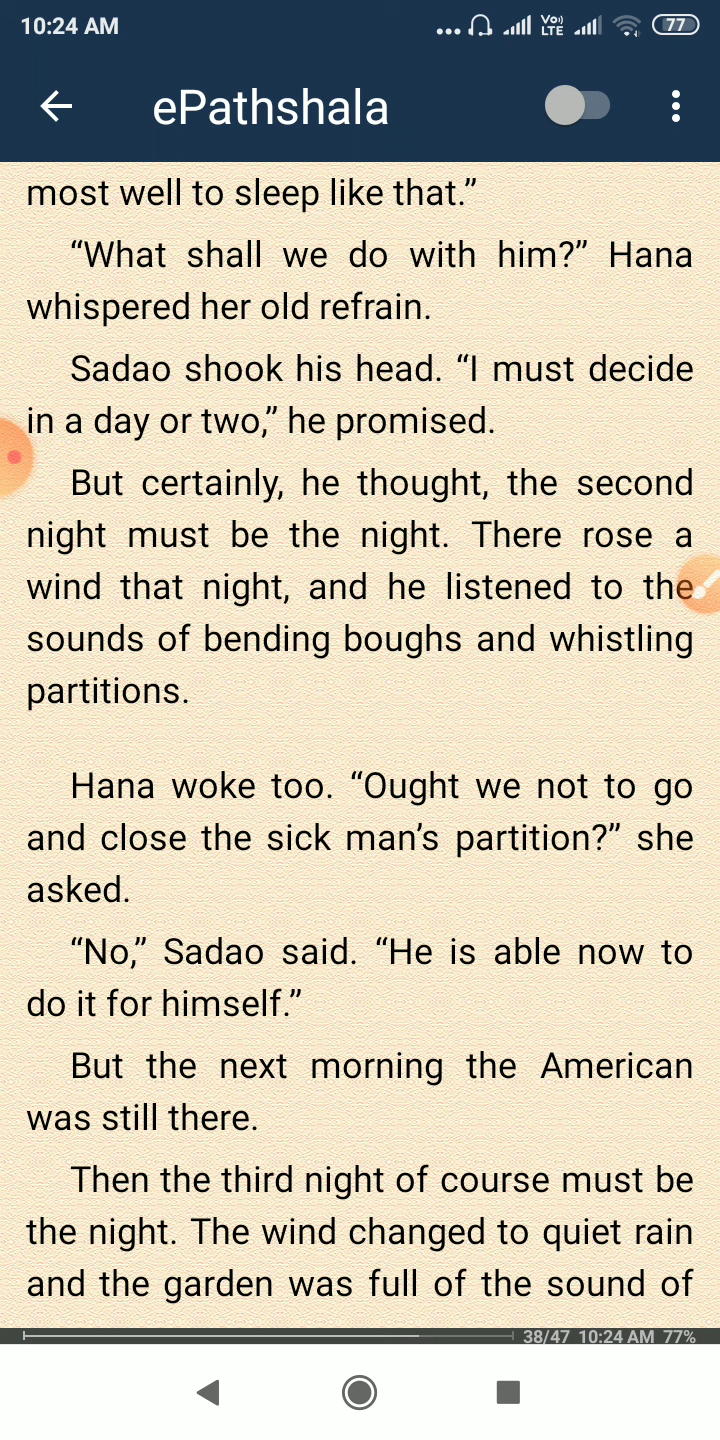 10:24 AM
Vo)) LTE
77
ePathshala
most well to sleep like that.”
“What shall we do with him?” Hana
whispered her old refrain.
Sadao shook his head. “I must decide
in a day or two,” he promised.
But certainly, he thought, the second
night must be the night. There rose a
wind that night, and he listened to the
sounds of bending boughs and whistling
partitions.
Hana woke too. “Ought we not to go
and close the sick man’s partition?” she
asked.
“No,” Sadao said. “He is able now to
do it for himself.”
But the next morning the American
was still there.
Then the third night of course must be
the night. The wind changed to quiet rain
and the garden was full of the sound of
38/47 10:24 AM 77%